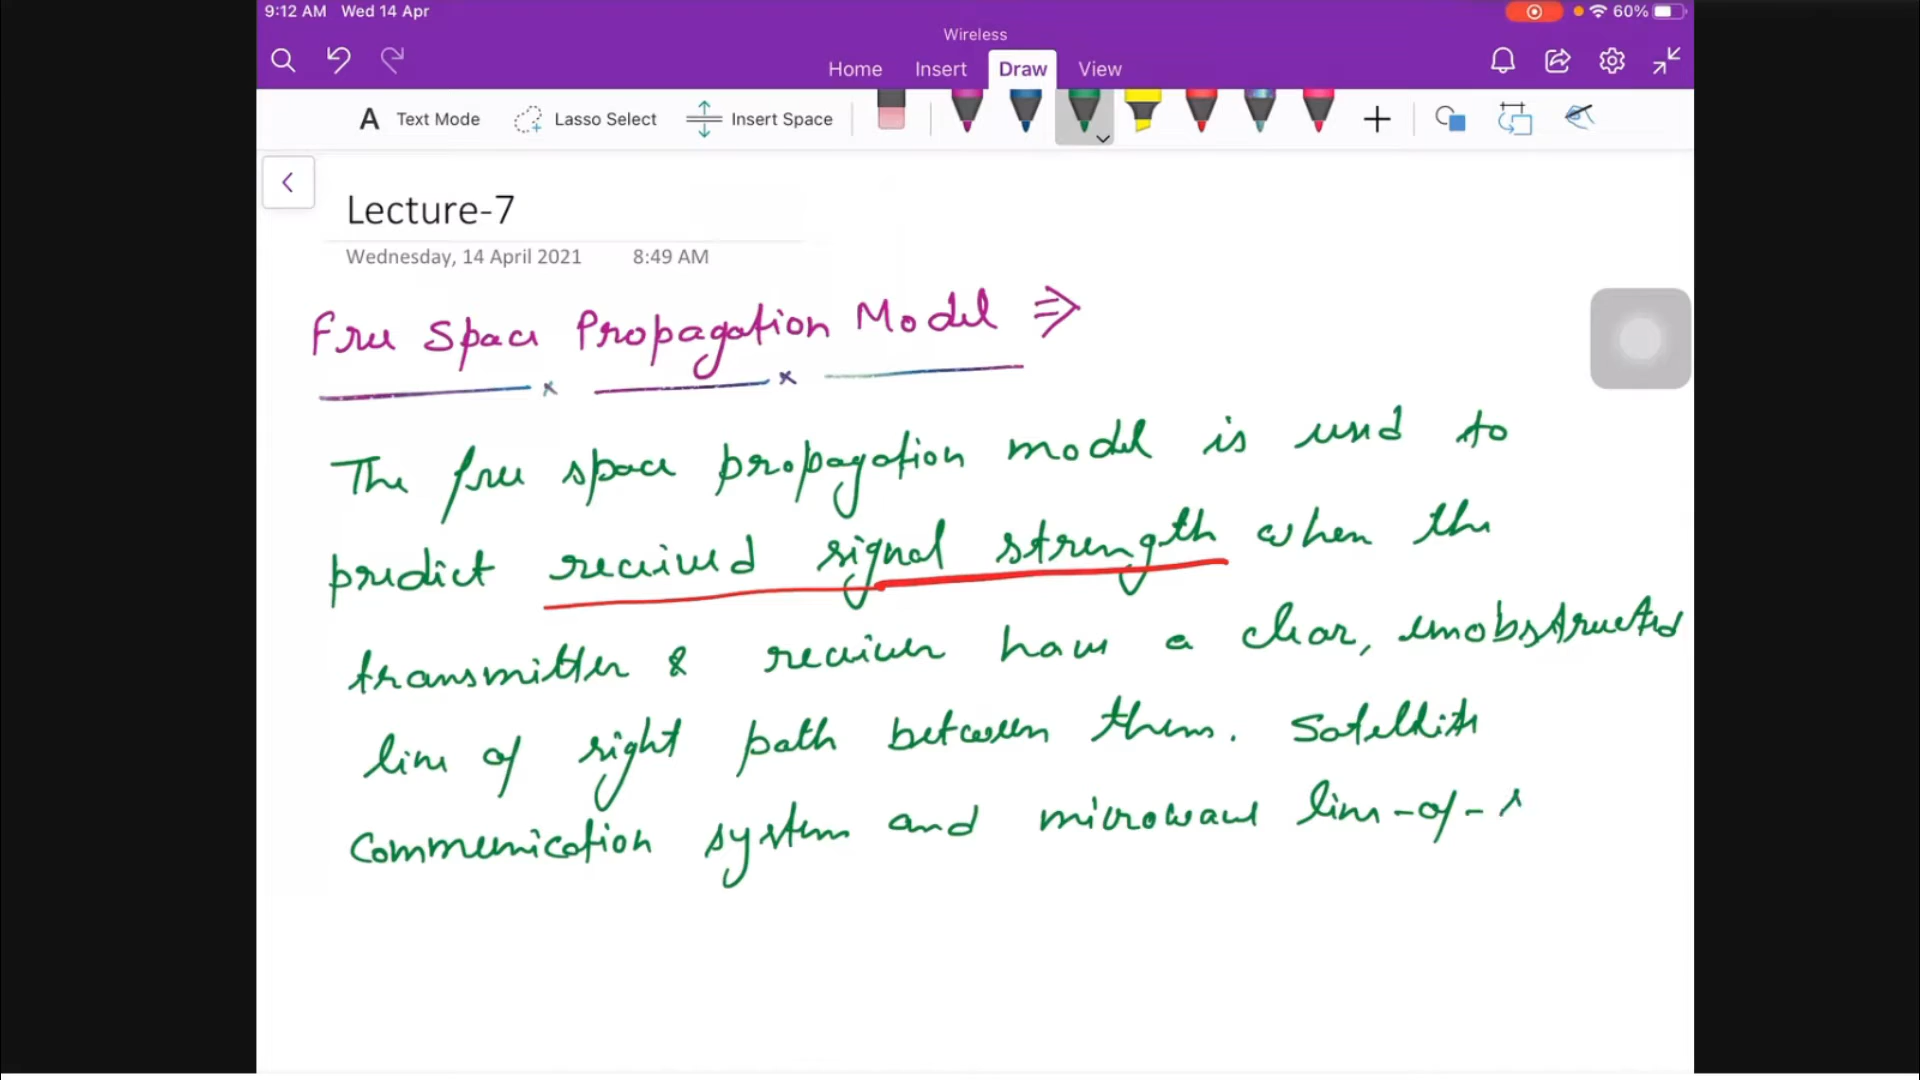 9:12 AM Wed 14 Apr
60%
Wireless
Home Insert Draw View
A Text Mode Lasso Select Insert Space
Lecture-7
Wednesday, 14 April 2021 8:49 AM
Free Space Propagation Model ⇒
The free space propagation model is used to
predict received signal strength when the
transmitter & receiver have a clear, unobstructed
line of sight path between them. Satellite
Communication system and microwave line-of-s